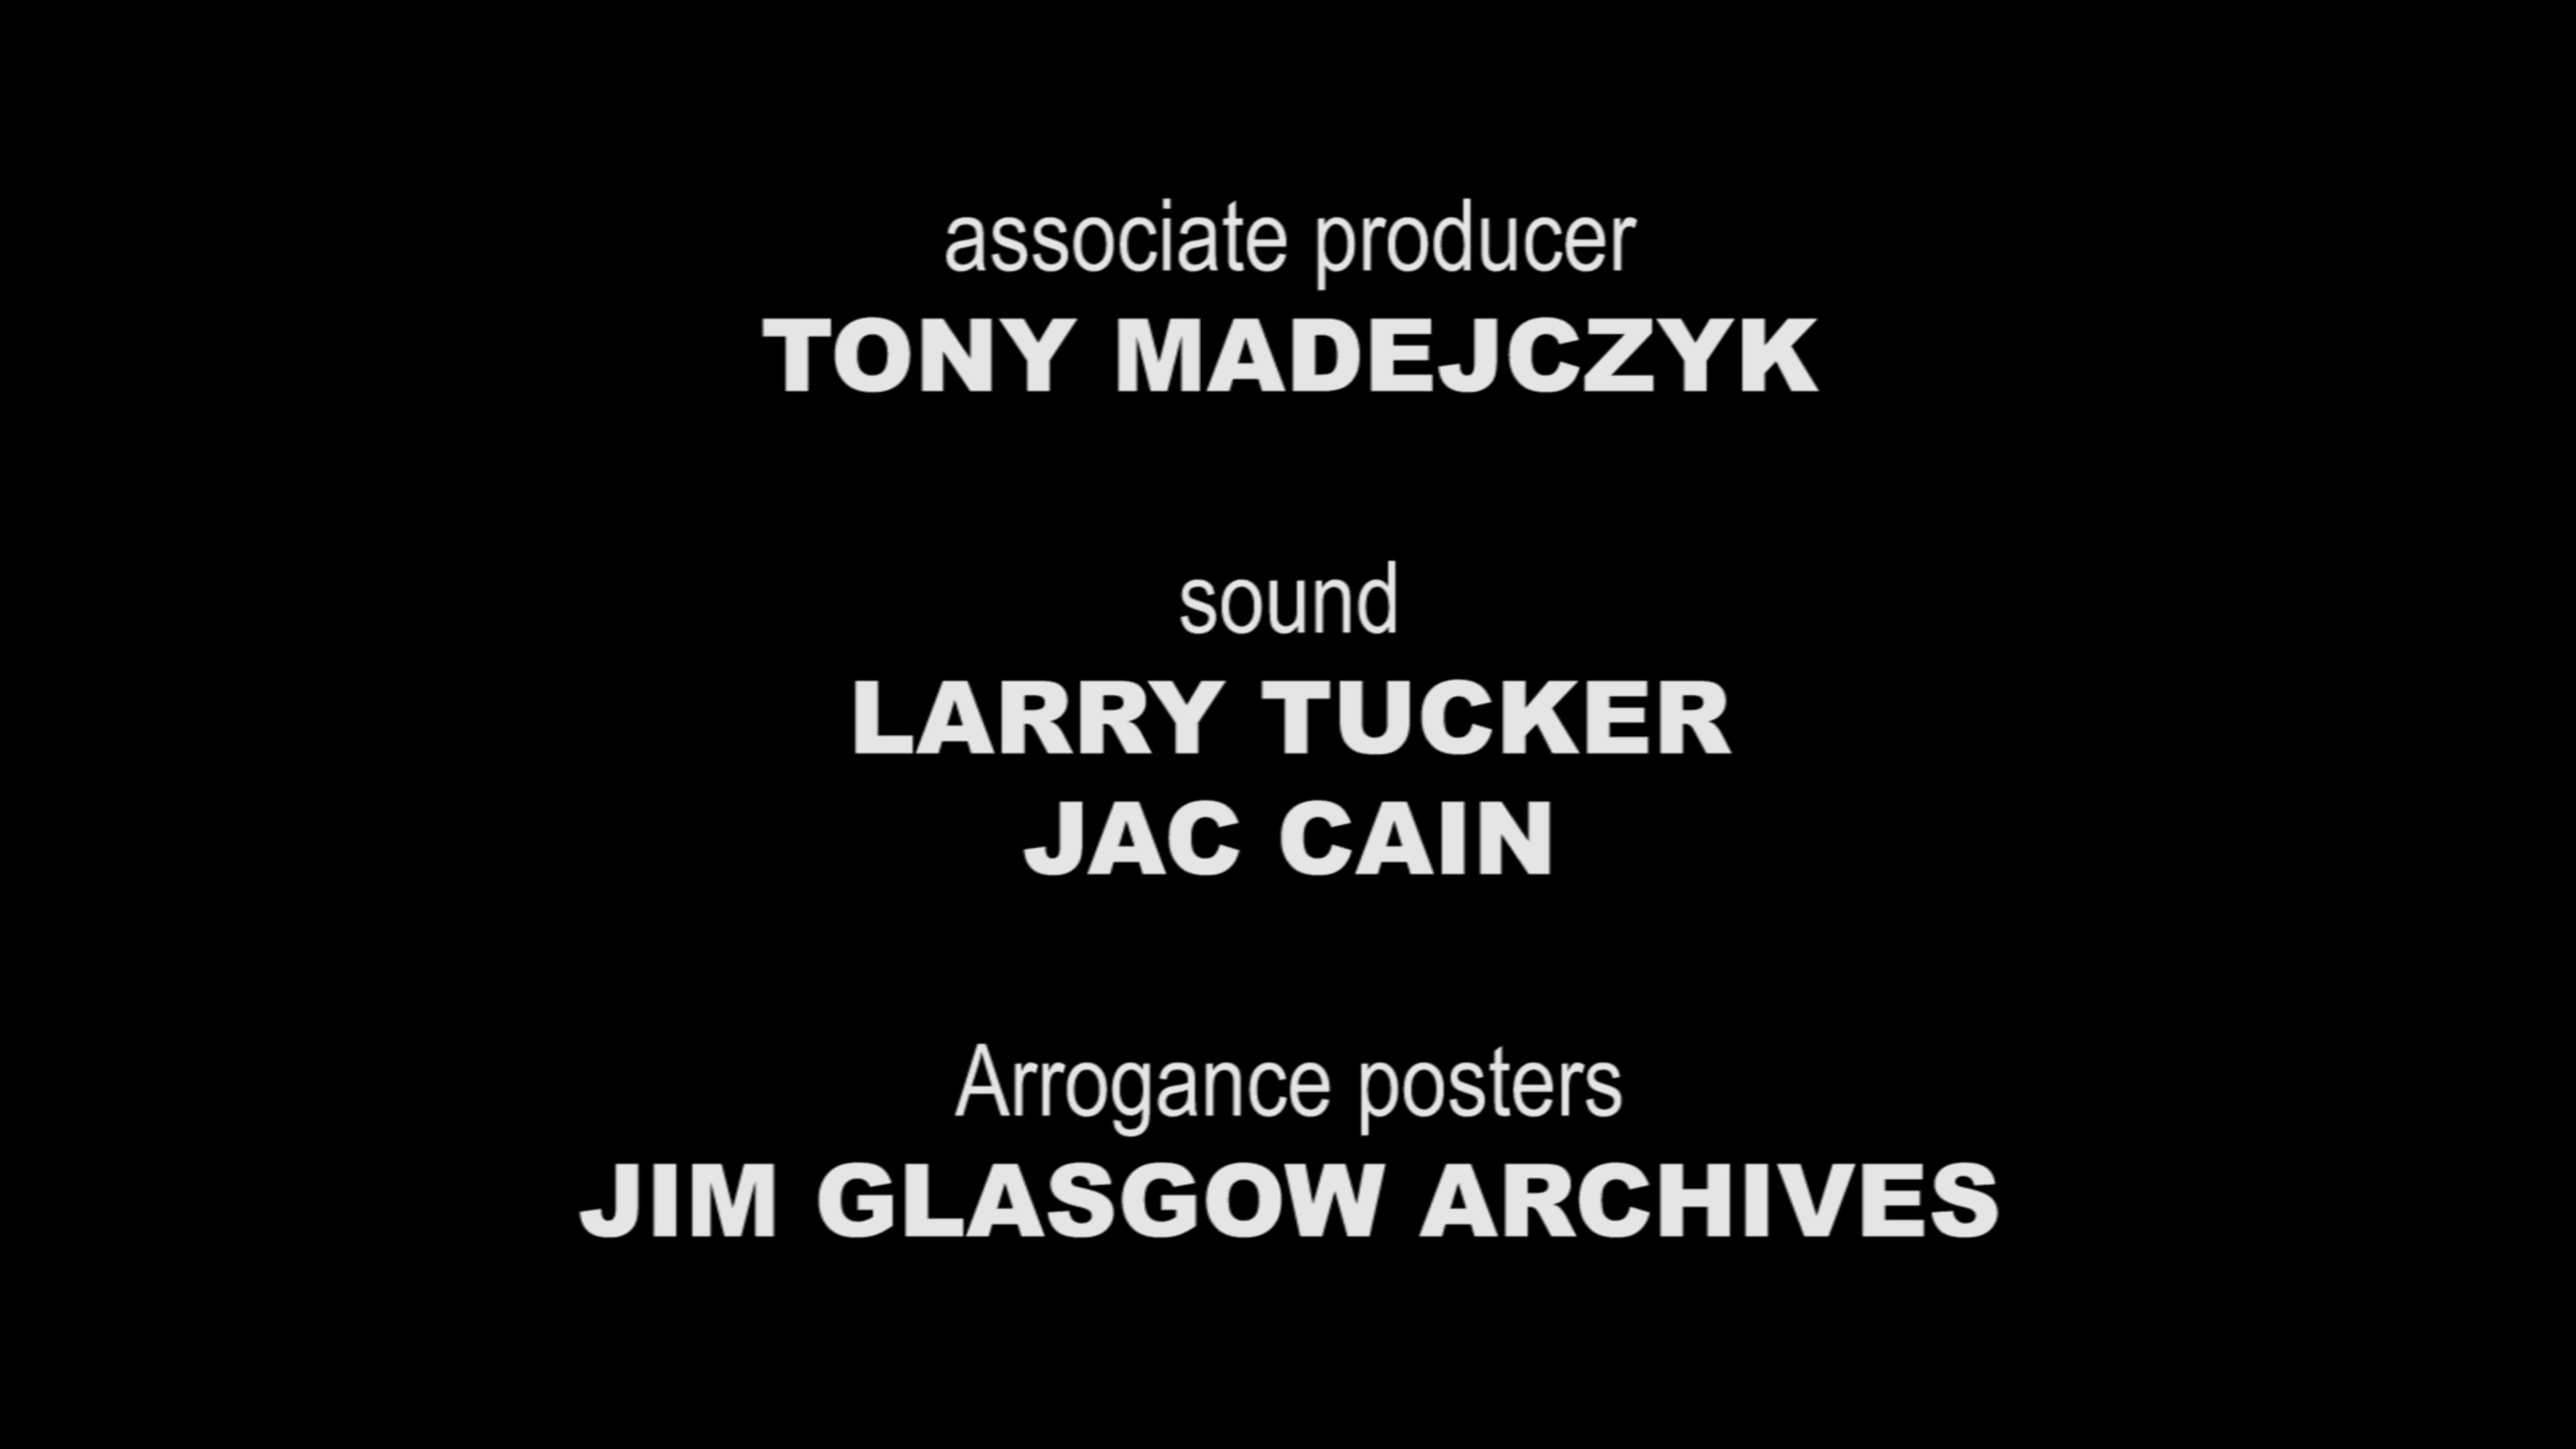 associate producer
TONY MADEJCZYK
sound
LARRY TUCKER
JAC CAIN
Arrogance posters
JIM GLASGOW ARCHIVES